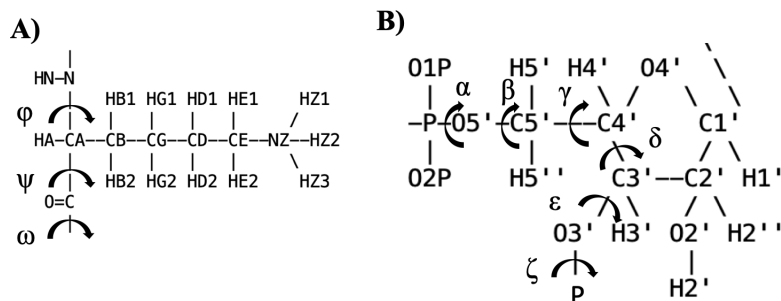 A)
HN-N
HB1 HG1 HD1 HE1 HZ1
φ
HA-CA-CB-CG-CD-CE-NZ-HZ2
ψ
HB2 HG2 HD2 HE2 HZ3
O=C
ω
B)
O1P α H5' H4' O4'
β γ
-P-O5'-C5'-C4' C1'
δ
O2P H5'' C3'-C2' H1'
ε
O3' H3' O2' H2''
ζ
P H2'